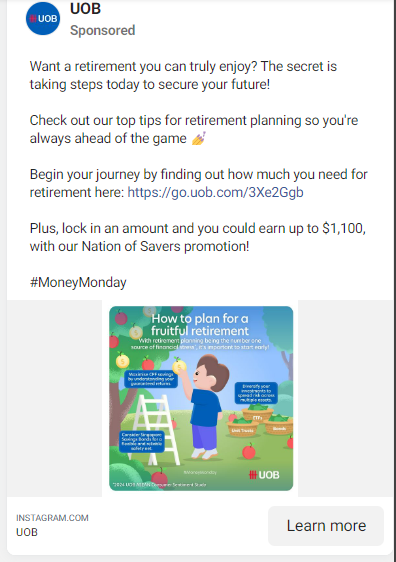 UOB
UOB
Sponsored
Want a retirement you can truly enjoy? The secret is
taking steps today to secure your future!
Check out our top tips for retirement planning so you're
always ahead of the game 💅
Begin your journey by finding out how much you need for
retirement here: https://go.uob.com/3Xe2Ggb
Plus, lock in an amount and you could earn up to $1,100,
with our Nation of Savers promotion!
#MoneyMonday
How to plan for a
fruitful retirement
With retirement planning being the number one
source of financial stress*, it's important to start early!
Maximise CPF savings
by understanding your
guaranteed returns
Diversify your
investments to
spread risk across
multiple assets.
ETFs
Unit Trusts
Bonds
Consider Singapore
Savings Bonds for a
flexible and
safety net.
UOB
*2024 UOB ASEAN Consumer Sentiment Study
INSTAGRAM.COM
UOB
Learn more